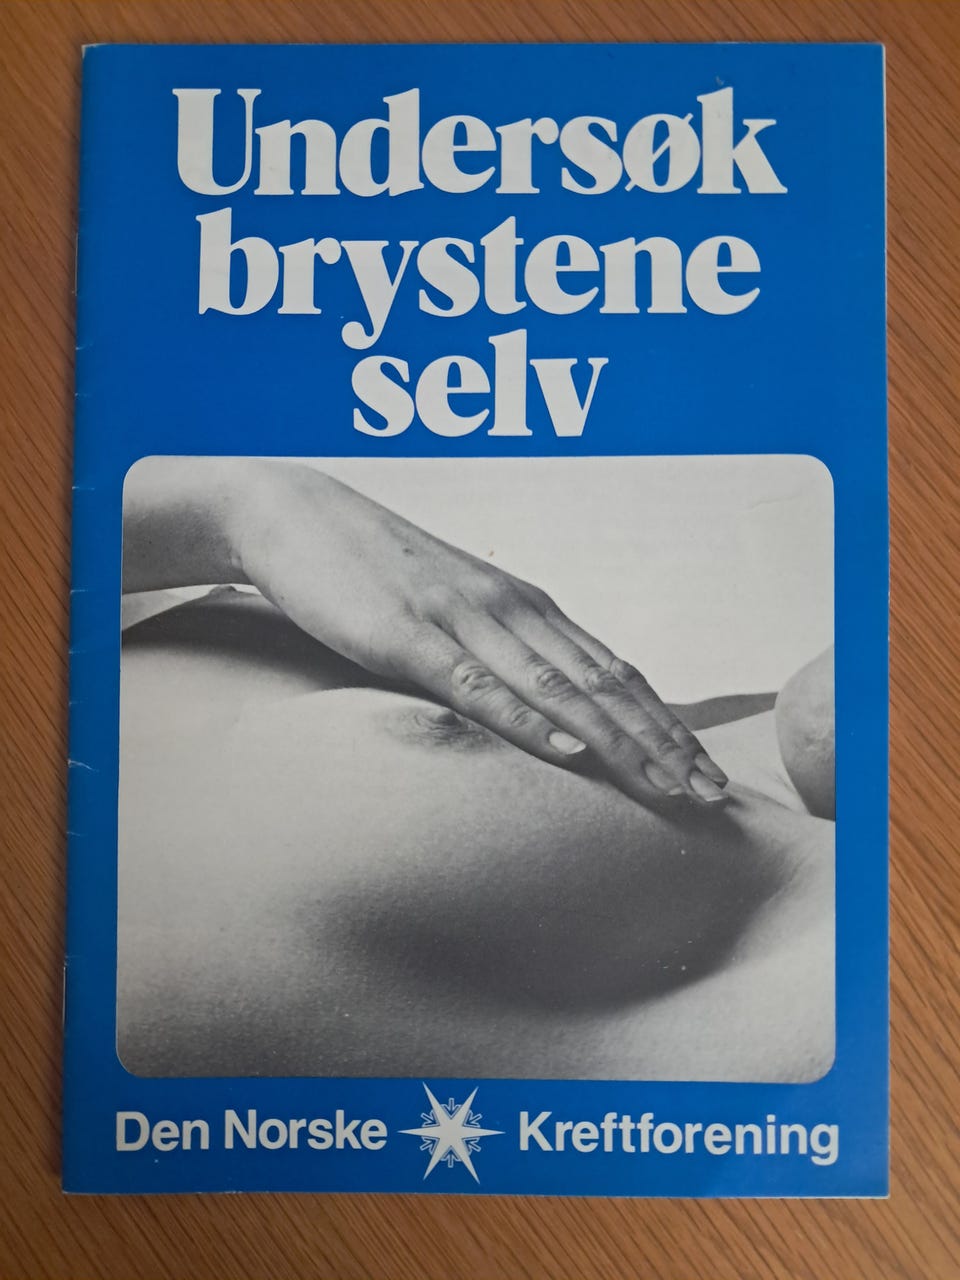 Undersøk
brystene
selv
Den Norske Kreftforening